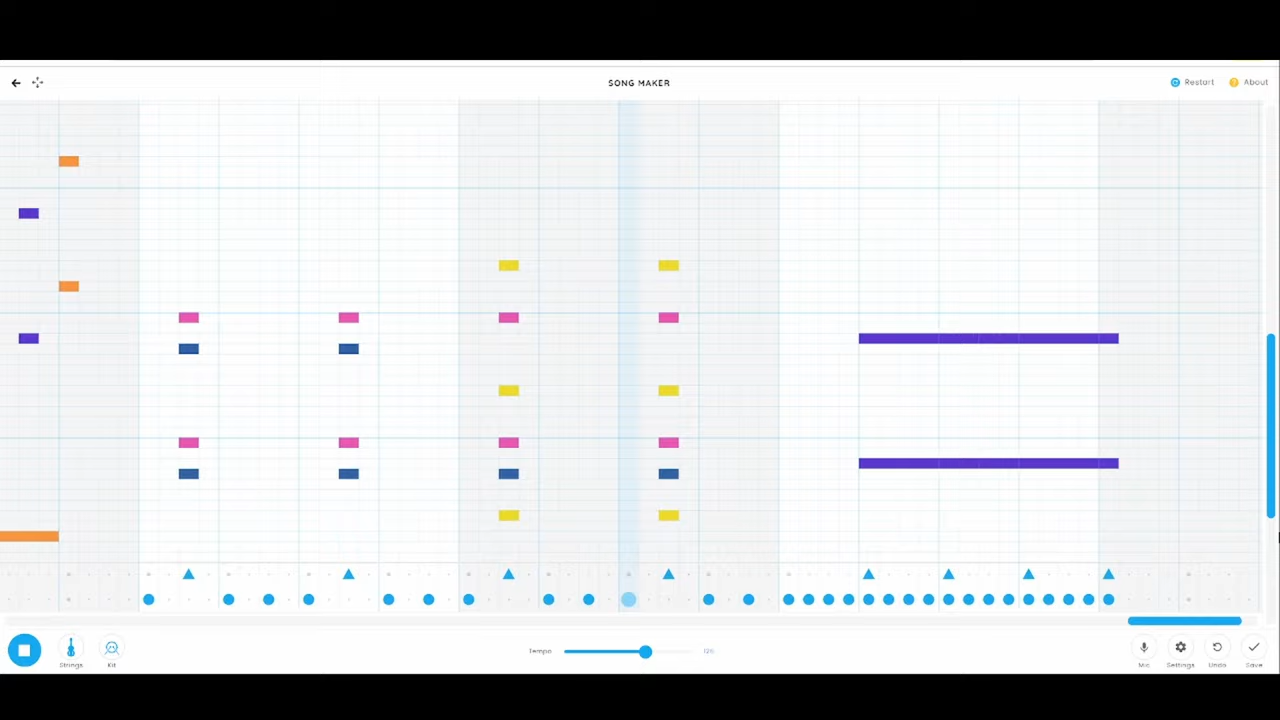 SONG MAKER
Restart
About
Tempo
Strings
Kit
Mic
Settings
Undo
Save